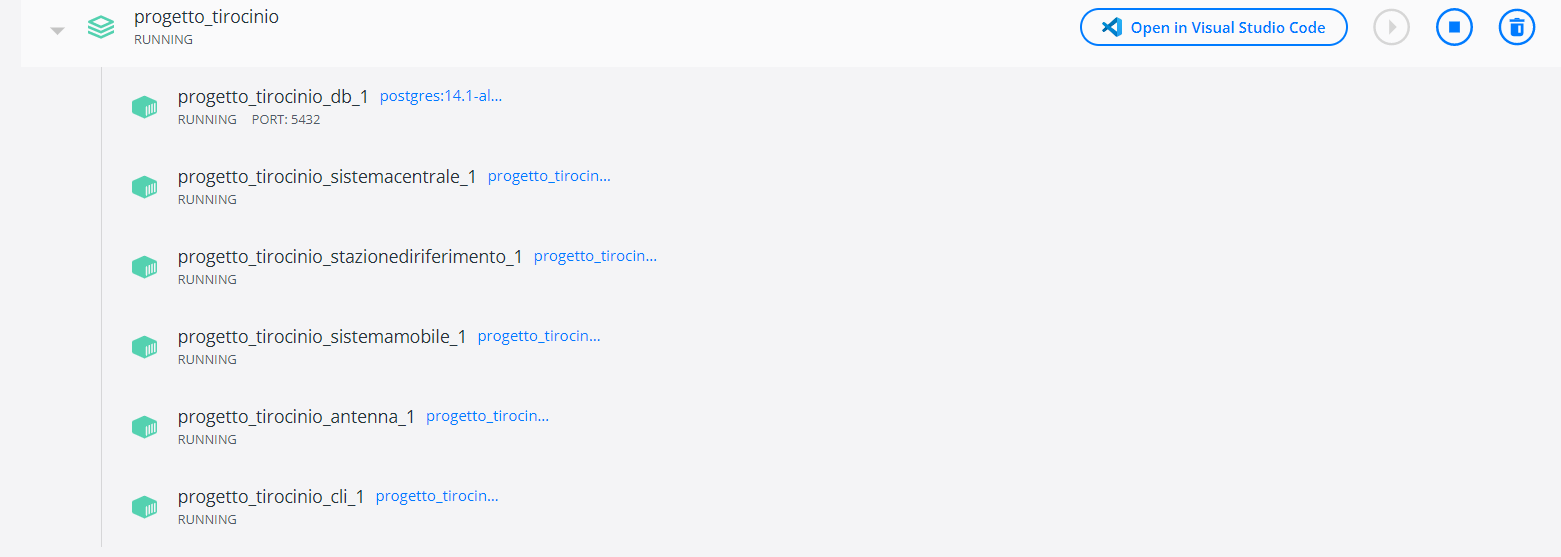 progetto_tirocinio
RUNNING
Open in Visual Studio Code
progetto_tirocinio_db_1 postgres:14.1-al...
RUNNING PORT: 5432
progetto_tirocinio_sistemacentrale_1 progetto_tirocin...
RUNNING
progetto_tirocinio_stazionediriferimento_1 progetto_tirocin...
RUNNING
progetto_tirocinio_sistemamobile_1 progetto_tirocin...
RUNNING
progetto_tirocinio_antenna_1 progetto_tirocin...
RUNNING
progetto_tirocinio_cli_1 progetto_tirocin...
RUNNING